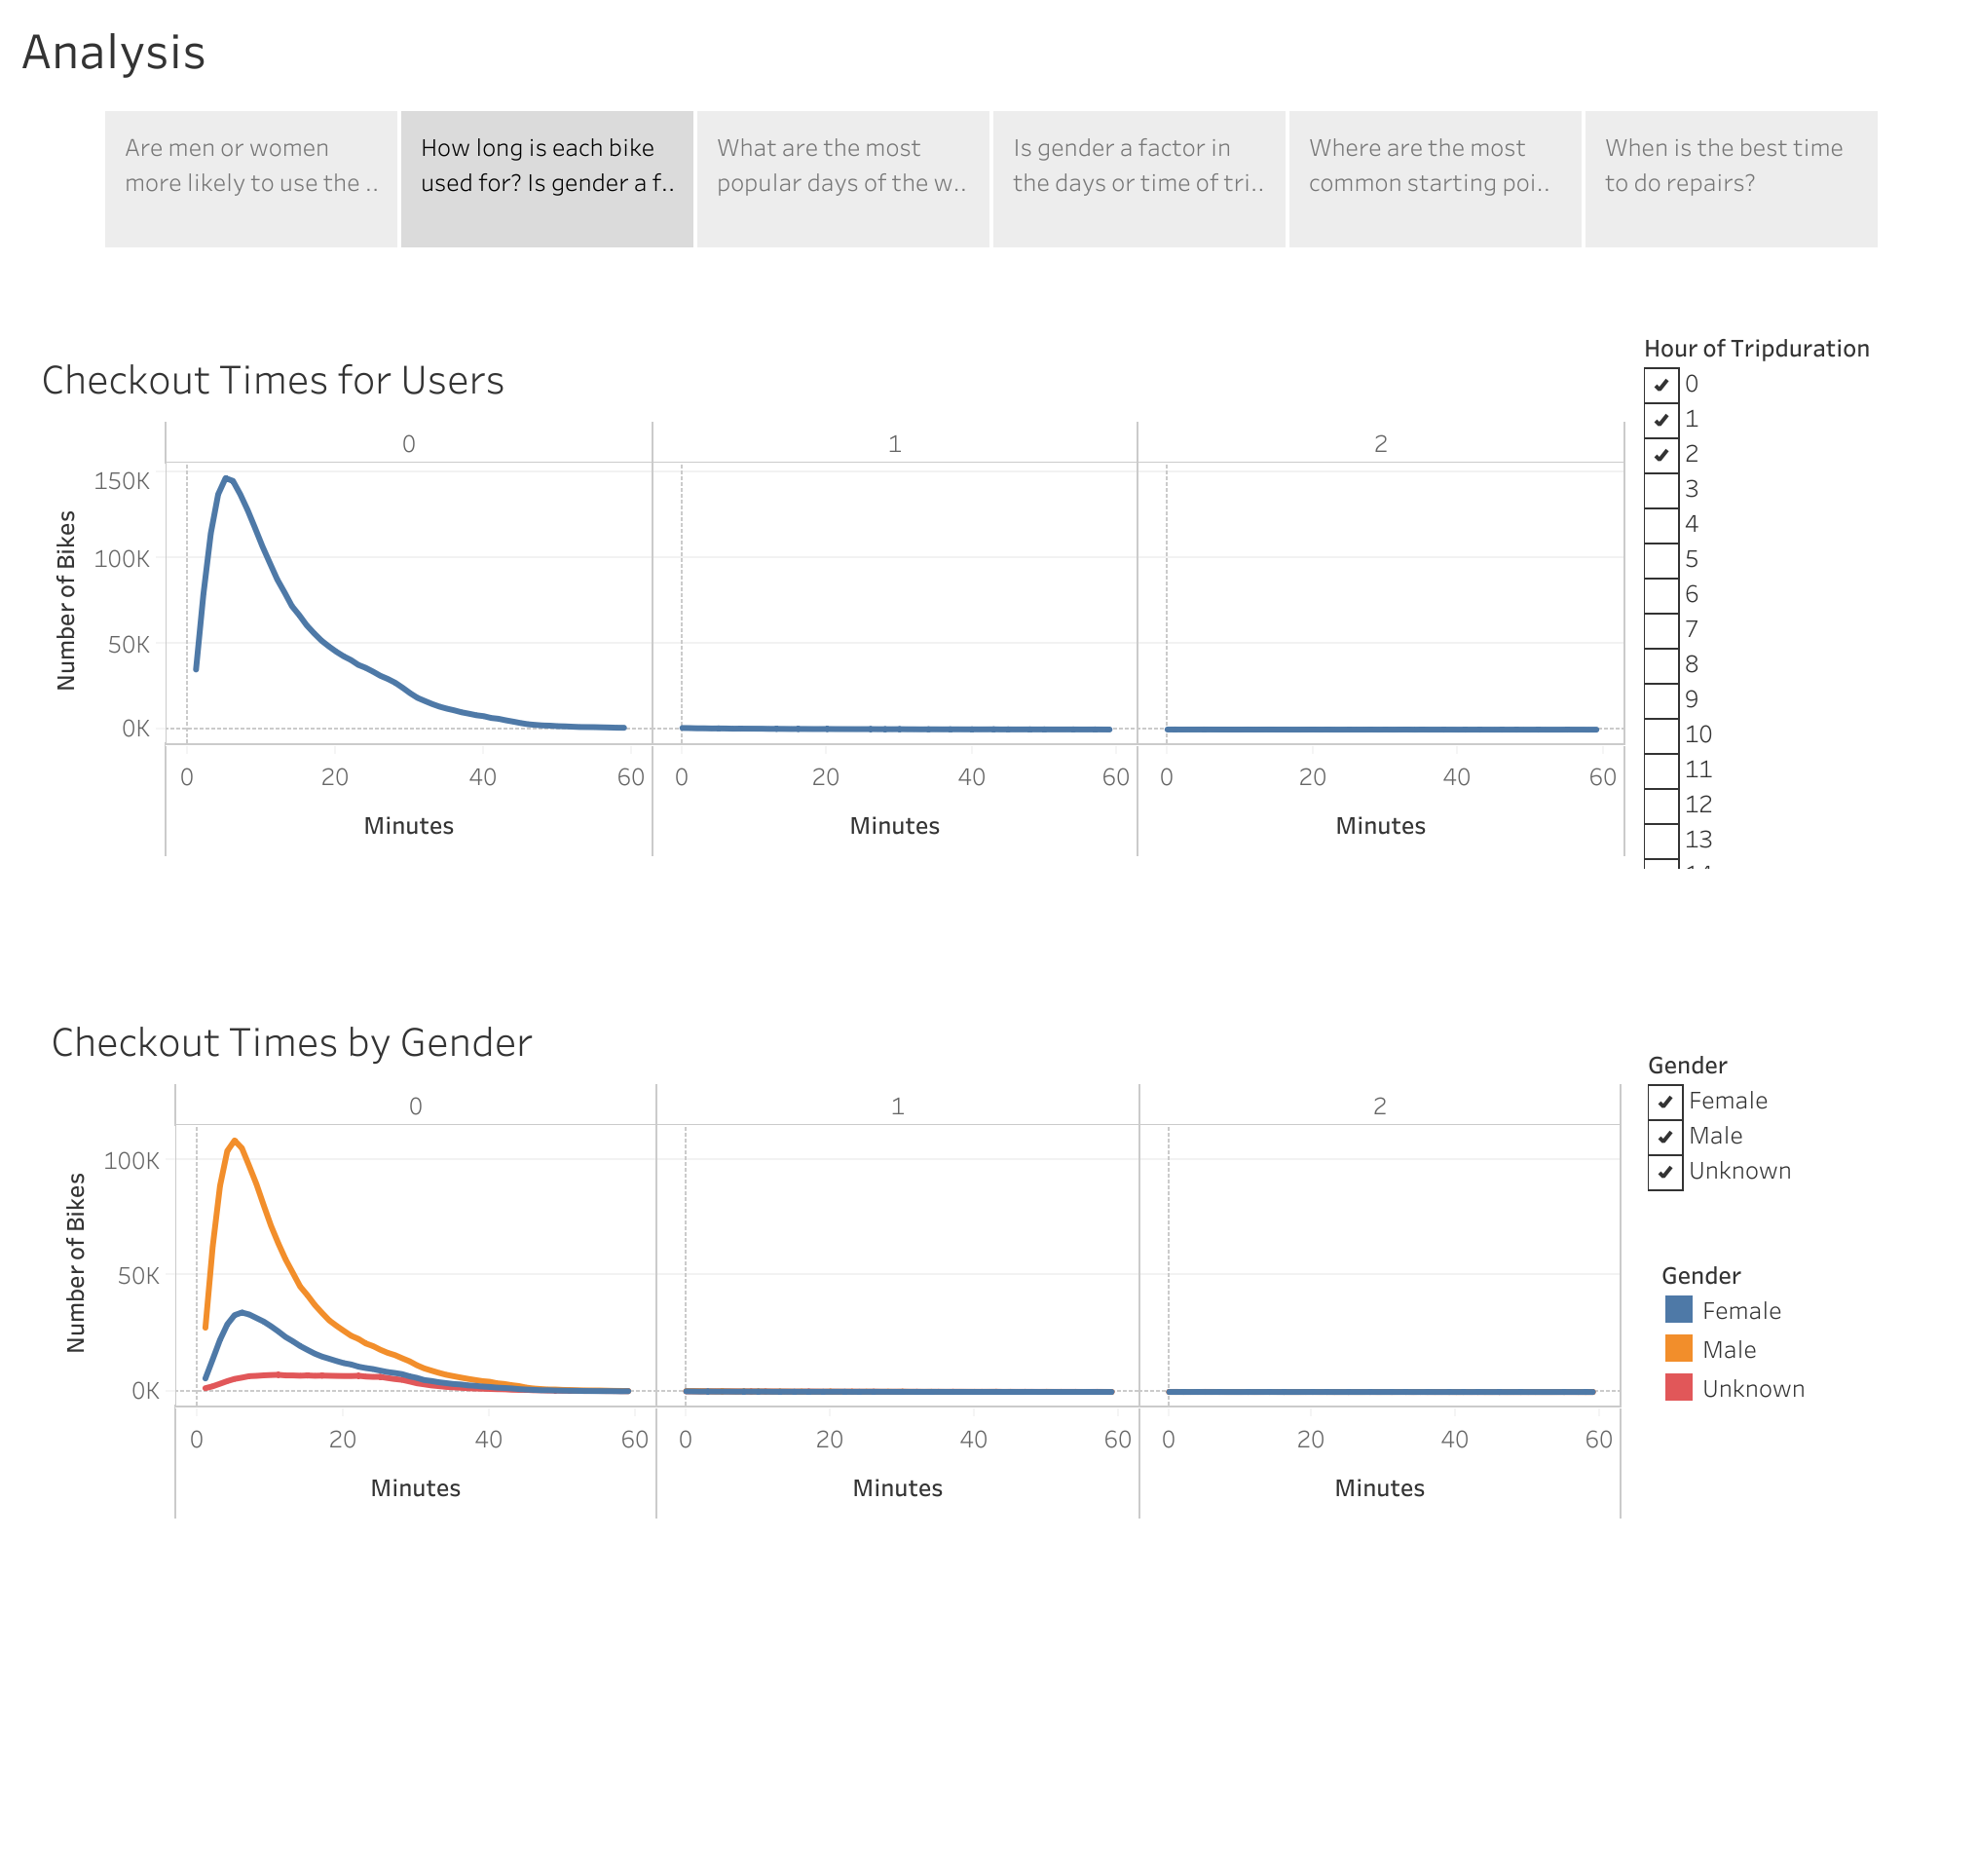 Analysis
Are men or women
more likely to use the ..
How long is each bike
used for? Is gender a f..
What are the most
popular days of the w..
Is gender a factor in
the days or time of tri..
Where are the most
common starting poi..
When is the best time
to do repairs?
Checkout Times for Users
0 1 2
150K
100K
50K
0K
Number of Bikes
0 20 40 60 0 20 40 60 0 20 40 60
Minutes Minutes Minutes
Hour of Tripduration
0
1
2
3
4
5
6
7
8
9
10
11
12
13
Checkout Times by Gender
0 1 2
100K
50K
0K
Number of Bikes
0 20 40 60 0 20 40 60 0 20 40 60
Minutes Minutes Minutes
Gender
Female
Male
Unknown
Gender
Female
Male
Unknown